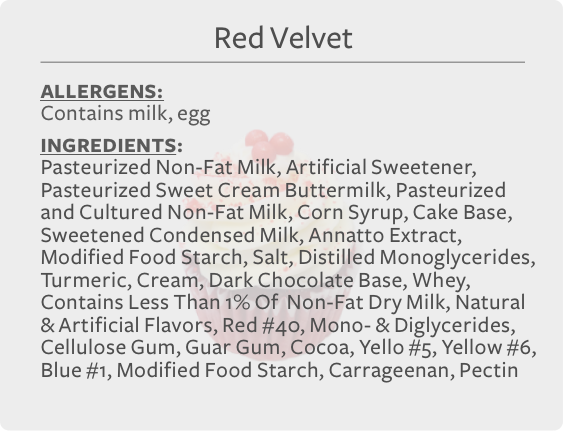 Red Velvet
ALLERGENS:
Contains milk, egg
INGREDIENTS:
Pasteurized Non-Fat Milk, Artificial Sweetener,
Pasteurized Sweet Cream Buttermilk, Pasteurized
and Cultured Non-Fat Milk, Corn Syrup, Cake Base,
Sweetened Condensed Milk, Annatto Extract,
Modified Food Starch, Salt, Distilled Monoglycerides,
Turmeric, Cream, Dark Chocolate Base, Whey,
Contains Less Than 1% Of Non-Fat Dry Milk, Natural
& Artificial Flavors, Red #40, Mono- & Diglycerides,
Cellulose Gum, Guar Gum, Cocoa, Yello #5, Yellow #6,
Blue #1, Modified Food Starch, Carrageenan, Pectin